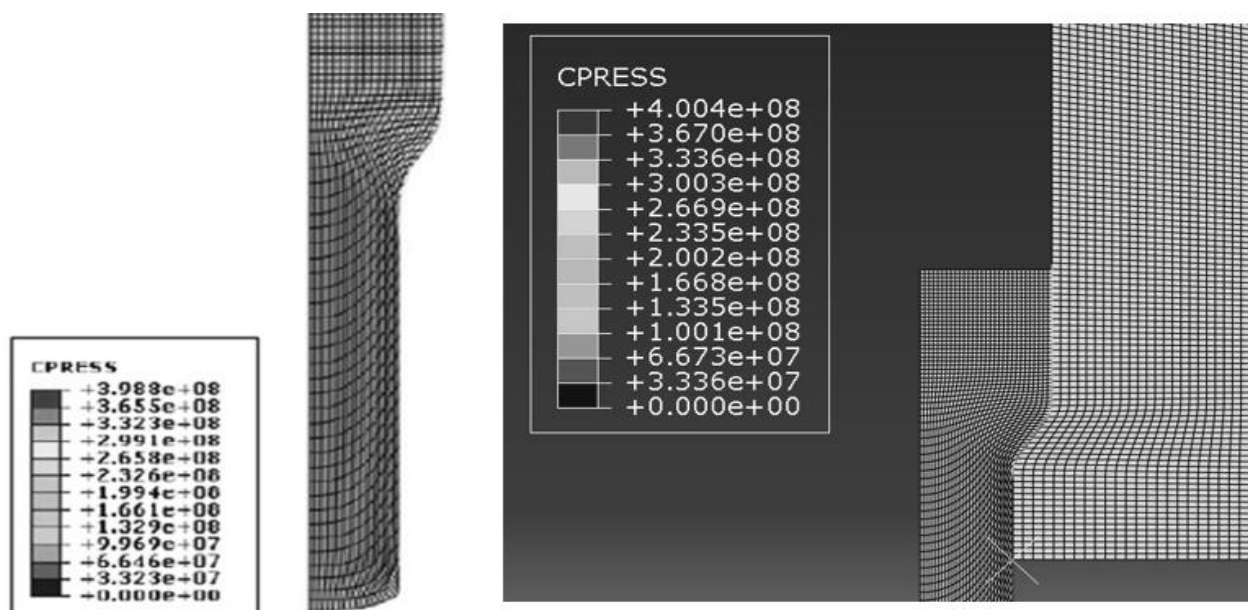 CPRESS
+3.988e+08
+3.655e+08
+3.323e+08
+2.991e+08
+2.658e+08
+2.326e+08
+1.994e+08
+1.661e+08
+1.329e+08
+9.969e+07
+6.646e+07
+3.323e+07
+0.000e+00
CPRESS
+4.004e+08
+3.670e+08
+3.336e+08
+3.003e+08
+2.669e+08
+2.335e+08
+2.002e+08
+1.668e+08
+1.335e+08
+1.001e+08
+6.673e+07
+3.336e+07
+0.000e+00